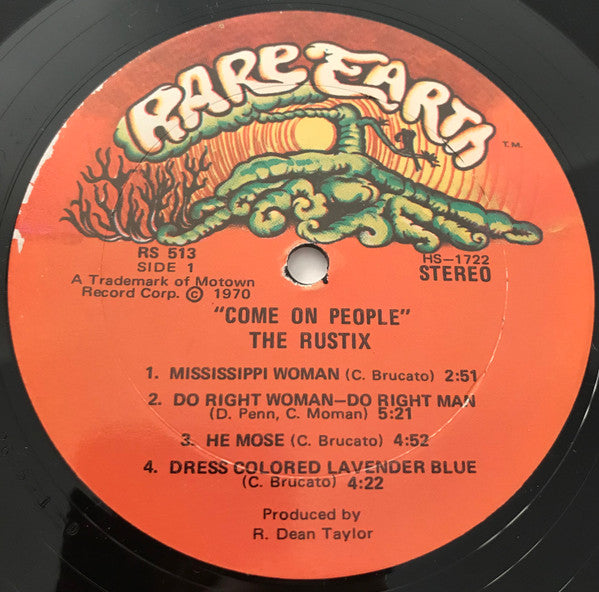 RARE EARTH
T.M.
RS 513
SIDE 1
A Trademark of Motown
Record Corp. © 1970
HS-1722
STEREO
"COME ON PEOPLE"
THE RUSTIX
1. MISSISSIPPI WOMAN (C. Brucato) 2:51
2. DO RIGHT WOMAN—DO RIGHT MAN
(D. Penn, C. Moman) 5:21
3. HE MOSE (C. Brucato) 4:52
4. DRESS COLORED LAVENDER BLUE
(C. Brucato) 4:22
Produced by
R. Dean Taylor